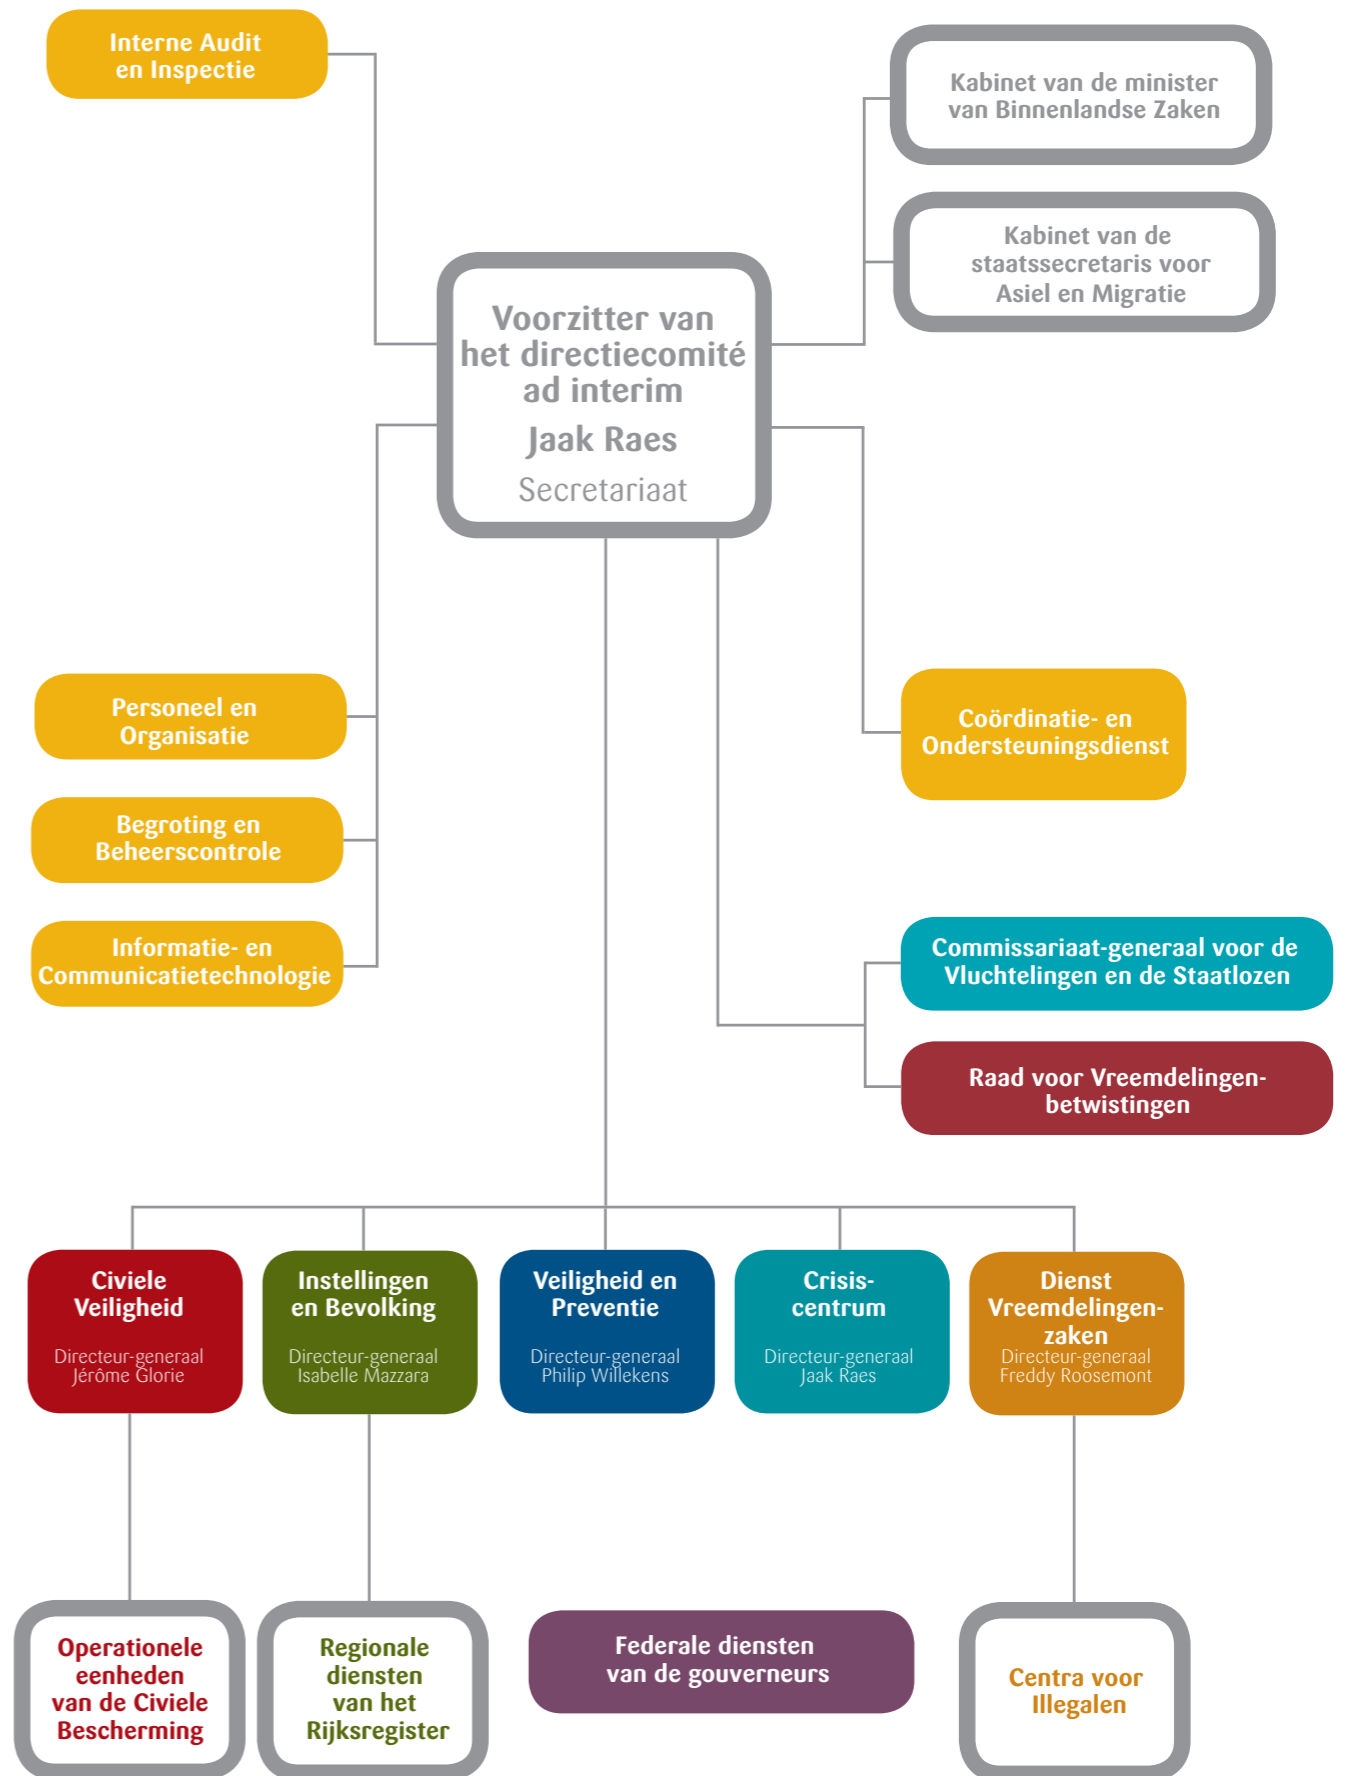 Interne Audit
en Inspectie
Kabinet van de minister
van Binnenlandse Zaken
Kabinet van de
staatssecretaris voor
Asiel en Migratie
Voorzitter van
het directiecomité
ad interim
Jaak Raes
Secretariaat
Personeel en
Organisatie
Begroting en
Beheerscontrole
Informatie- en
Communicatietechnologie
Coördinatie- en
Ondersteuningsdienst
Commissariaat-generaal voor de
Vluchtelingen en de Staatlozen
Raad voor Vreemdelingen-
betwistingen
Civiele
Veiligheid
Directeur-generaal
Jérôme Glorie
Instellingen
en Bevolking
Directeur-generaal
Isabelle Mazzara
Veiligheid en
Preventie
Directeur-generaal
Philip Willekens
Crisis-
centrum
Directeur-generaal
Jaak Raes
Dienst
Vreemdelingen-
zaken
Directeur-generaal
Freddy Roosemont
Operationele
eenheden
van de Civiele
Bescherming
Regionale
diensten
van het
Rijksregister
Federale diensten
van de gouverneurs
Centra voor
Illegalen